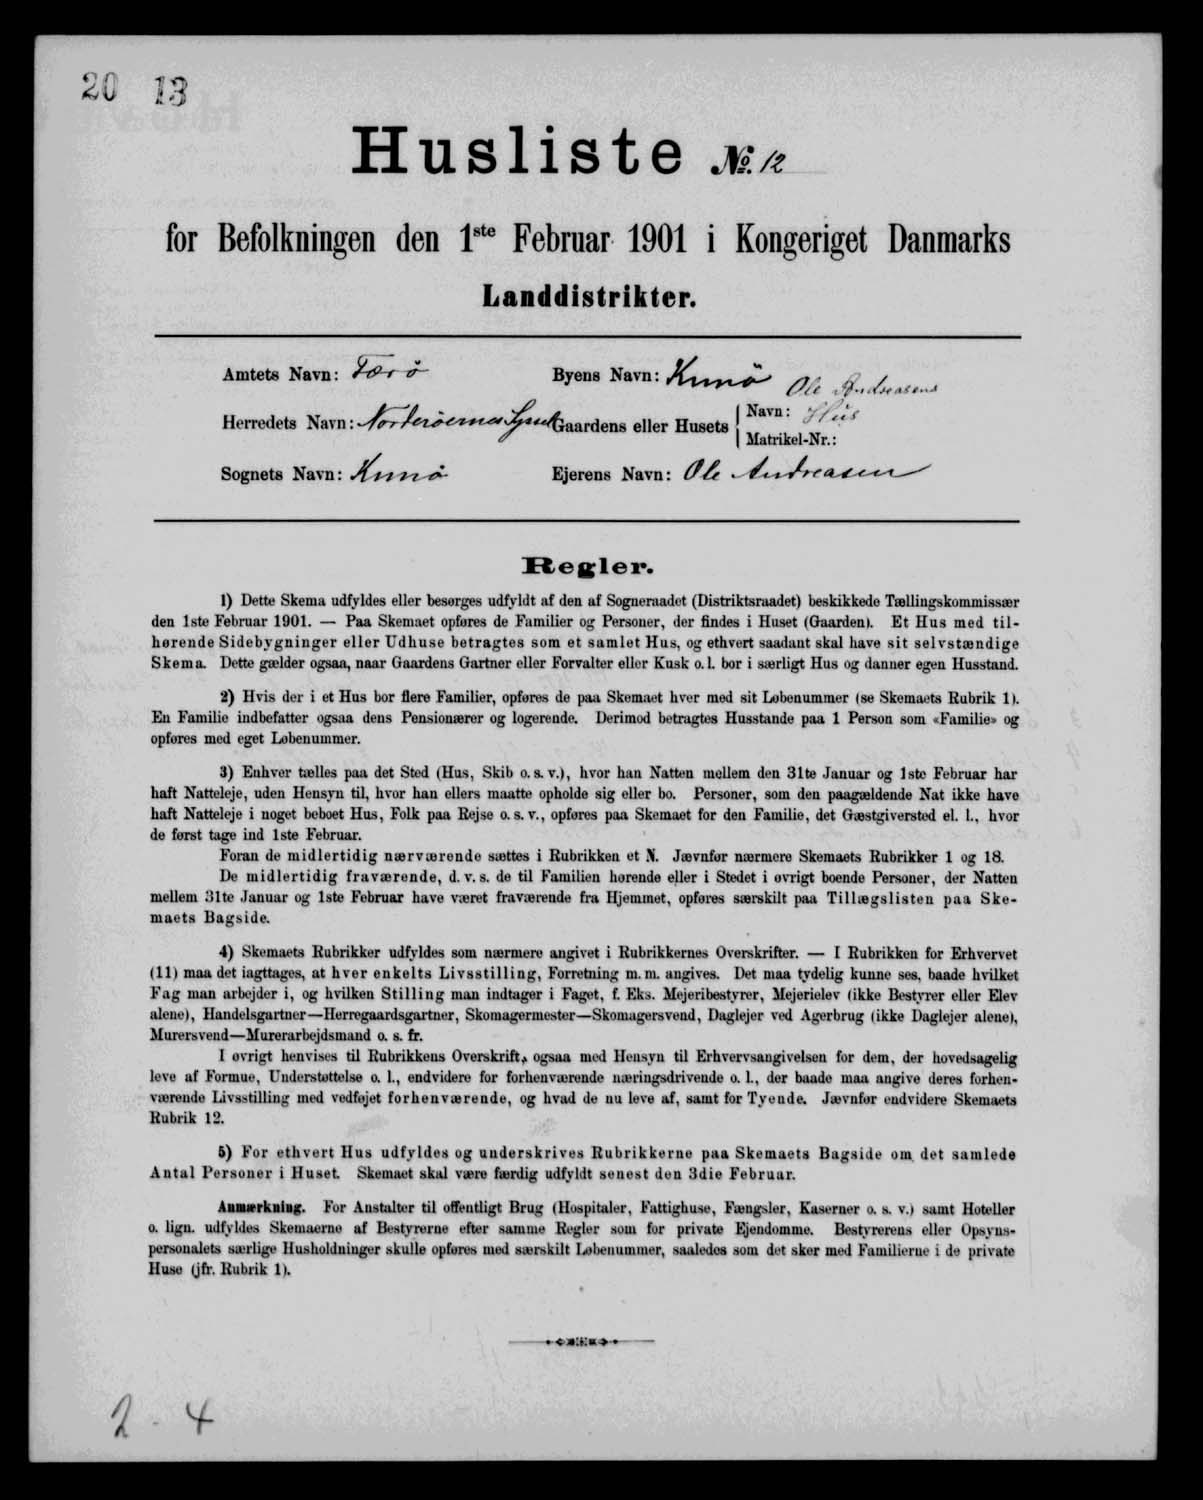 20 13
Husliste №. 12
for Befolkningen den 1ste Februar 1901 i Kongeriget Danmarks
Landdistrikter.
Amtets Navn: Færö
Byens Navn: Kunö
Ole Andreasens
Herredets Navn: Norderöernes Syssel
Gaardens eller Husets
Navn: Hus
Matrikel-Nr.:
Sognets Navn: Kunö
Ejerens Navn: Ole Andreasen
Regler.
1) Dette Skema udfyldes eller besørges udfyldt af den af Sogneraadet (Distriktsraadet) beskikkede Tællingskommissær
den 1ste Februar 1901. — Paa Skemaet opføres de Familier og Personer, der findes i Huset (Gaarden). Et Hus med til-
hørende Sidebygninger eller Udhuse betragtes som et samlet Hus, og ethvert saadant skal have sit selvstændige
Skema. Dette gælder ogsaa, naar Gaardens Gartner eller Forvalter eller Kusk o. l. bor i særligt Hus og danner egen Husstand.
2) Hvis der i et Hus bor flere Familier, opføres de paa Skemaet hver med sit Løbenummer (se Skemaets Rubrik 1).
En Familie indbefatter ogsaa dens Pensionærer og logerende. Derimod betragtes Husstande paa 1 Person som «Familie» og
opføres med eget Løbenummer.
3) Enhver tælles paa det Sted (Hus, Skib o. s. v.), hvor han Natten mellem den 31te Januar og 1ste Februar har
haft Natteleje, uden Hensyn til, hvor han ellers maatte opholde sig eller bo. Personer, som den paagældende Nat ikke have
haft Natteleje i noget beboet Hus, Folk paa Rejse o. s. v., opføres paa Skemaet for den Familie, det Gæstgiversted el. l., hvor
de først tage ind 1ste Februar.
Foran de midlertidig nærværende sættes i Rubrikken et N. Jævnfør nærmere Skemaets Rubrikker 1 og 18.
De midlertidig fraværende, d. v. s. de til Familien hørende eller i Stedet i øvrigt boende Personer, der Natten
mellem 31te Januar og 1ste Februar have været fraværende fra Hjemmet, opføres særskilt paa Tillægslisten paa Ske-
maets Bagside.
4) Skemaets Rubrikker udfyldes som nærmere angivet i Rubrikkernes Overskrifter. — I Rubrikken for Erhvervet
(11) maa det iagttages, at hver enkelts Livsstilling, Forretning m. m. angives. Det maa tydelig kunne ses, baade hvilket
Fag man arbejder i, og hvilken Stilling man indtager i Faget, f. Eks. Mejeribestyrer, Mejerielev (ikke Bestyrer eller Elev
alene), Handelsgartner—Herregaardsgartner, Skomagermester—Skomagersvend, Daglejer ved Agerbrug (ikke Daglejer alene),
Murersvend—Murerarbejdsmand o. s. fr.
I øvrigt henvises til Rubrikkens Overskrift, ogsaa med Hensyn til Erhvervsangivelsen for dem, der hovedsagelig
leve af Formue, Understøttelse o. l., endvidere for forhenværende næringsdrivende o. l., der baade maa angive deres forhen-
værende Livsstilling med vedføjet forhenværende, og hvad de nu leve af, samt for Tyende. Jævnfør endvidere Skemaets
Rubrik 12.
5) For ethvert Hus udfyldes og underskrives Rubrikkerne paa Skemaets Bagside om det samlede
Antal Personer i Huset. Skemaet skal være færdig udfyldt senest den 3die Februar.
Anmærkning. For Anstalter til offentligt Brug (Hospitaler, Fattighuse, Fængsler, Kaserner o. s. v.) samt Hoteller
o. lign. udfyldes Skemaerne af Bestyrerne efter samme Regler som for private Ejendomme. Bestyrerens eller Opsyns-
personalets særlige Husholdninger skulle opføres med særskilt Løbenummer, saaledes som det sker med Familierne i de private
Huse (jfr. Rubrik 1).
2 - 4